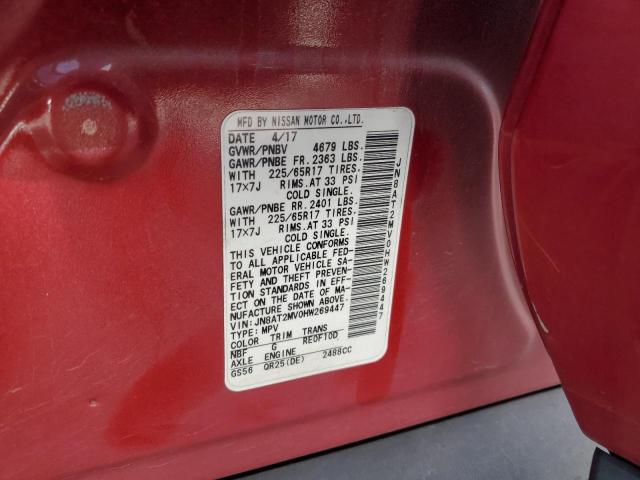 MFD BY NISSAN MOTOR CO.,LTD.
DATE 4/17
GVWR/PNBV 4679 LBS.
GAWR/PNBE FR. 2363 LBS.
WITH 225/65R17 TIRES.
17×7J RIMS.AT 33 PSI
COLD SINGLE.
GAWR/PNBE RR. 2401 LBS.
WITH 225/65R17 TIRES.
17×7J RIMS.AT 33 PSI
COLD SINGLE.
THIS VEHICLE CONFORMS
TO ALL APPLICABLE FED-
ERAL MOTOR VEHICLE SA-
FETY AND THEFT PREVEN-
TION STANDARDS IN EFF-
ECT ON THE DATE OF MA-
NUFACTURE SHOWN ABOVE.
VIN: JN8AT2MV0HW269447
TYPE: MPV
COLOR TRIM TRANS
NBF G RE0F10D
AXLE ENGINE
GS56 QR25(DE) 2488CC
JN8AT2MV0HW269447